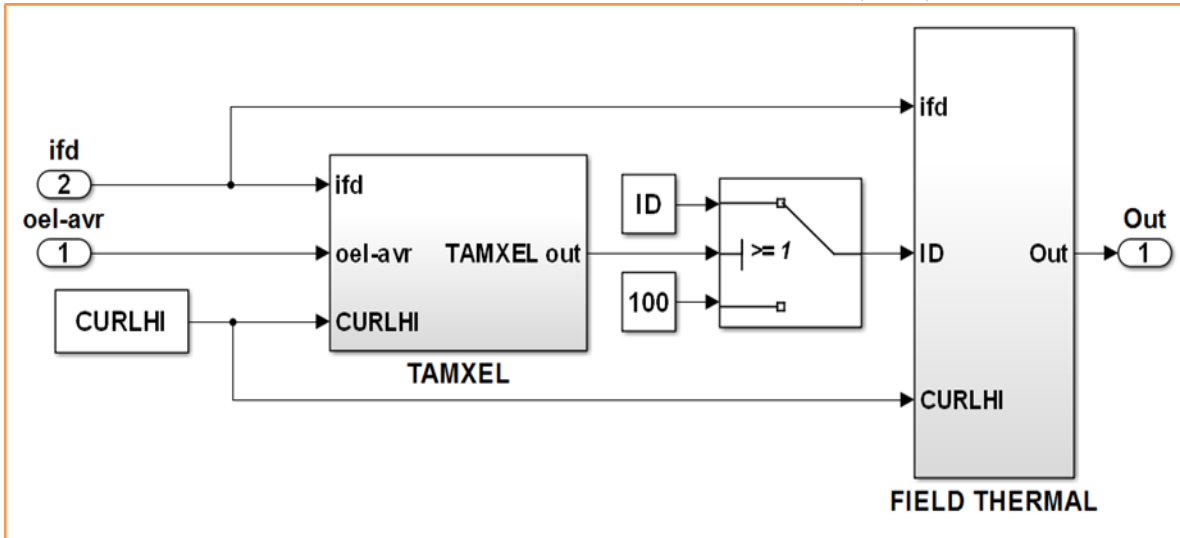 ifd
2
oel-avr
1
CURLHI
ifd
oel-avr
TAMXEL out
CURLHI
TAMXEL
ID
>= 1
100
ifd
ID
Out
CURLHI
FIELD THERMAL
Out
1